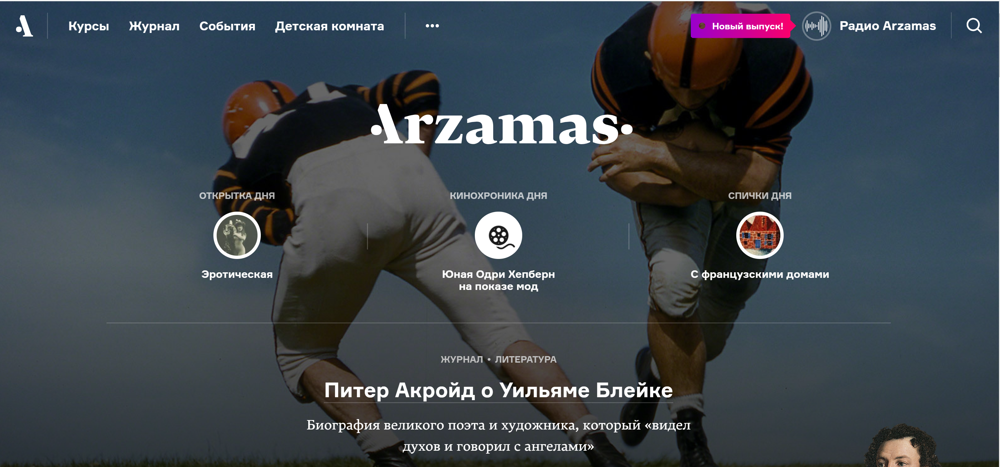 Курсы Журнал События Детская комната
Новый выпуск! Радио Arzamas
Arzamas
ОТКРЫТКА ДНЯ
Эротическая
КИНОХРОНИКА ДНЯ
Юная Одри Хепберн
на показе мод
СПИЧКИ ДНЯ
С французскими домами
ЖУРНАЛ • ЛИТЕРАТУРА
Питер Акройд о Уильяме Блейке
Биография великого поэта и художника, который «видел
духов и говорил с ангелами»